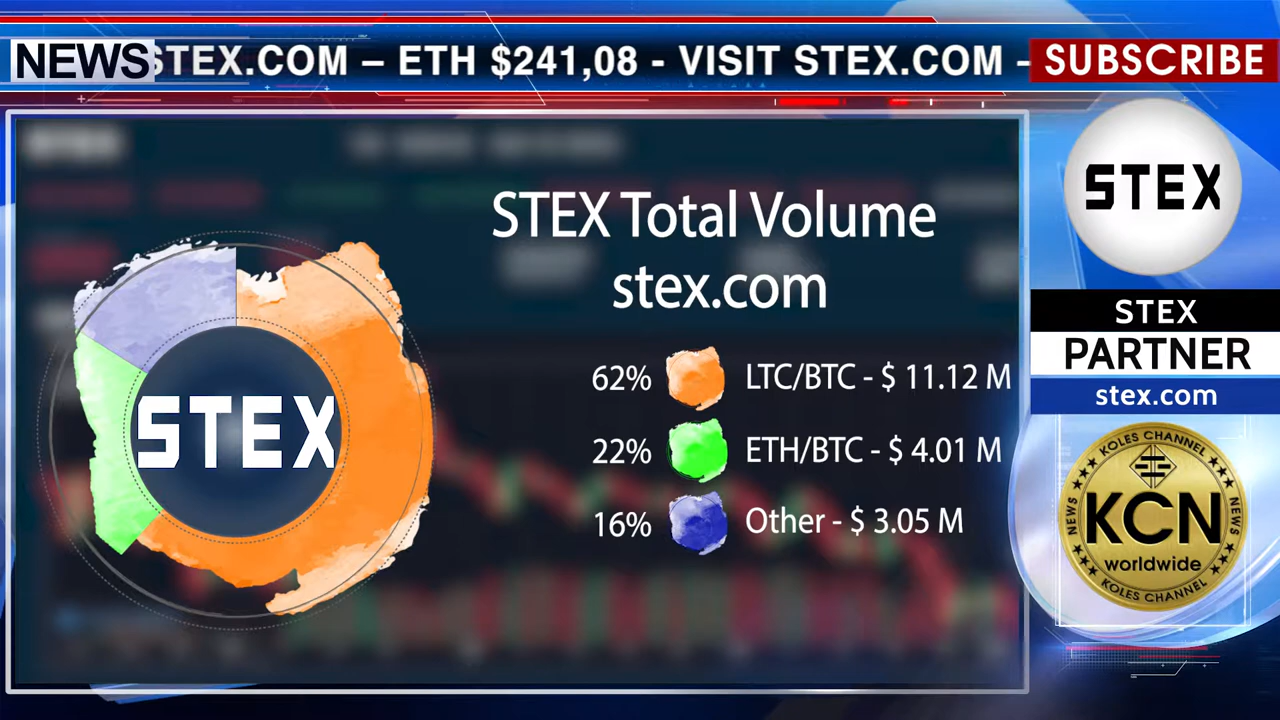 NEWS
STEX.COM – ETH $241,08 - VISIT STEX.COM -
SUBSCRIBE
STEX Total Volume
stex.com
62% LTC/BTC - $ 11.12 M
22% ETH/BTC - $ 4.01 M
16% Other - $ 3.05 M
STEX
STEX
STEX
PARTNER
stex.com
KOLES CHANNEL
NEWS
KCN
NEWS
worldwide
KOLES CHANNEL